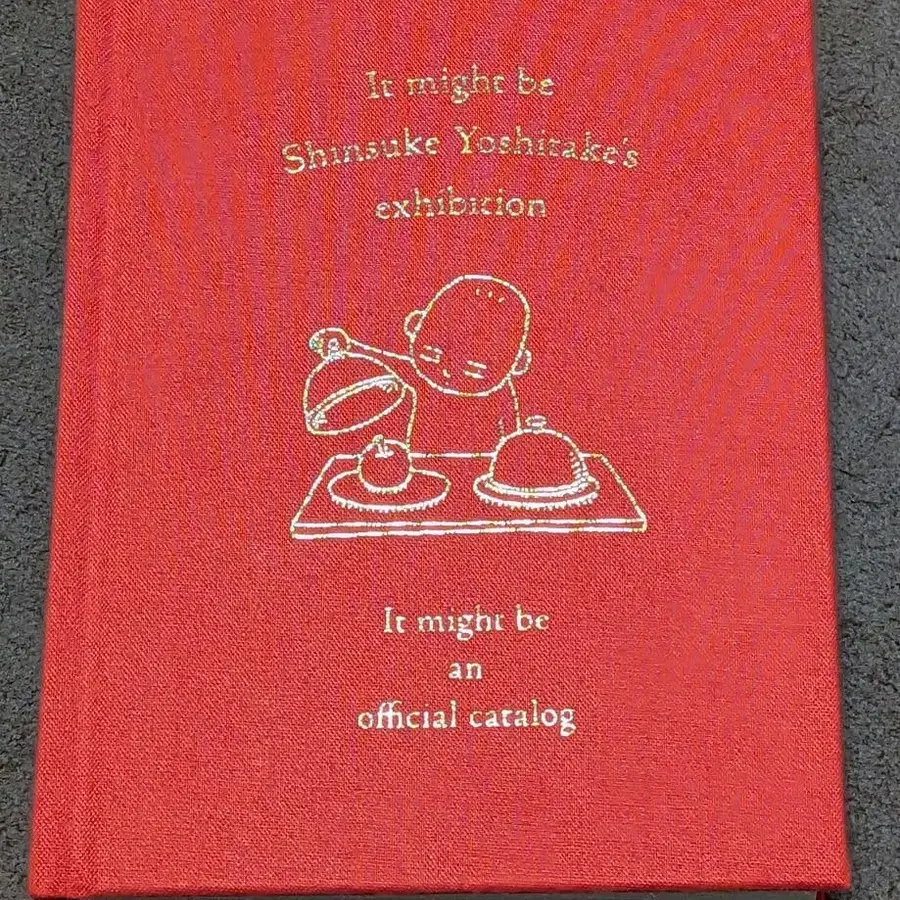 It might be
Shinsuke Yoshitake's
exhibition
It might be
an
official catalog